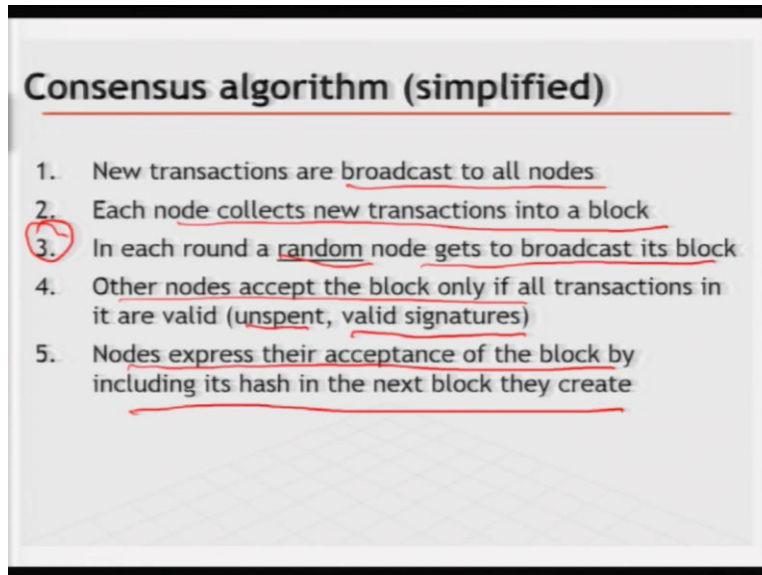 Consensus algorithm (simplified)
1. New transactions are broadcast to all nodes
2. Each node collects new transactions into a block
3. In each round a random node gets to broadcast its block
4. Other nodes accept the block only if all transactions in
it are valid (unspent, valid signatures)
5. Nodes express their acceptance of the block by
including its hash in the next block they create